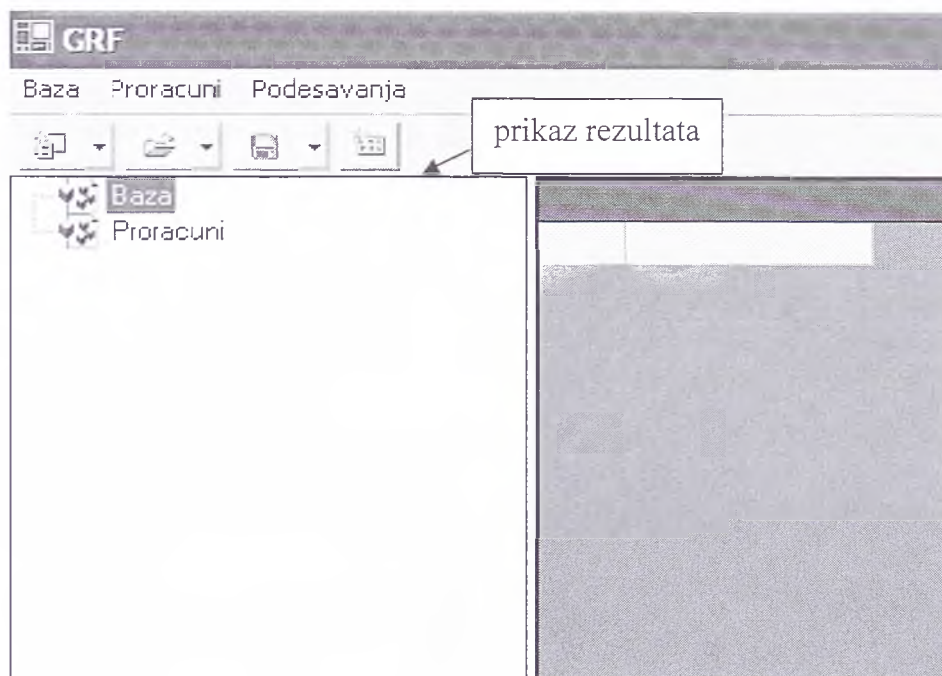 GRF
Baza Proracuni Podesavanja
prikaz rezultata
Baza
Proracuni